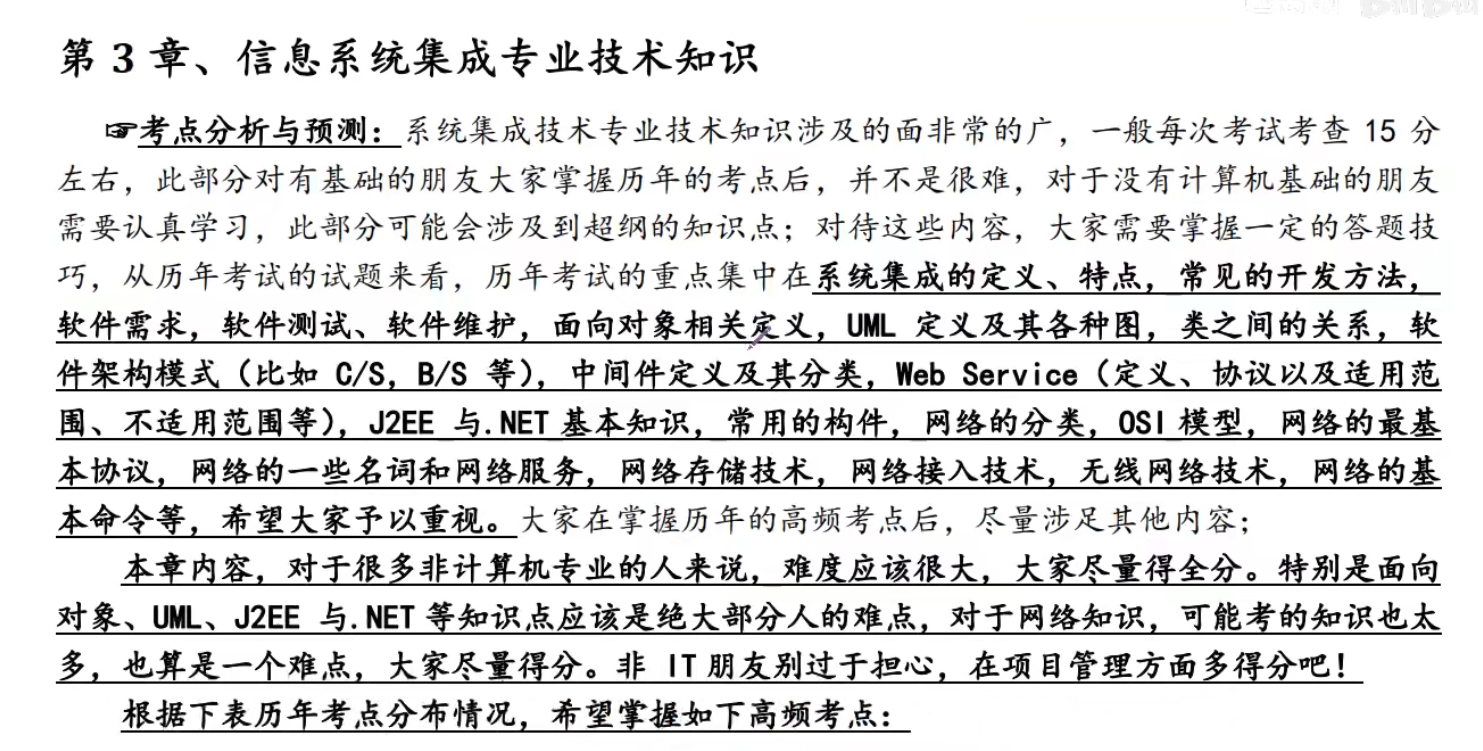 第 3 章、信息系统集成专业技术知识
☞考点分析与预测：系统集成技术专业技术知识涉及的面非常的广，一般每次考试考查 15 分
左右，此部分对有基础的朋友大家掌握历年的考点后，并不是很难，对于没有计算机基础的朋友
需要认真学习，此部分可能会涉及到超纲的知识点；对待这些内容，大家需要掌握一定的答题技
巧，从历年考试的试题来看，历年考试的重点集中在系统集成的定义、特点，常见的开发方法，
软件需求，软件测试、软件维护，面向对象相关定义，UML 定义及其各种图，类之间的关系，软
件架构模式（比如 C/S，B/S 等），中间件定义及其分类，Web Service（定义、协议以及适用范
围、不适用范围等），J2EE 与.NET 基本知识，常用的构件，网络的分类，OSI 模型，网络的最基
本协议，网络的一些名词和网络服务，网络存储技术，网络接入技术，无线网络技术，网络的基
本命令等，希望大家予以重视。大家在掌握历年的高频考点后，尽量涉足其他内容；
本章内容，对于很多非计算机专业的人来说，难度应该很大，大家尽量得全分。特别是面向
对象、UML、J2EE 与.NET 等知识点应该是绝大部分人的难点，对于网络知识，可能考的知识也太
多，也算是一个难点，大家尽量得分。非 IT 朋友别过于担心，在项目管理方面多得分吧！
根据下表历年考点分布情况，希望掌握如下高频考点：